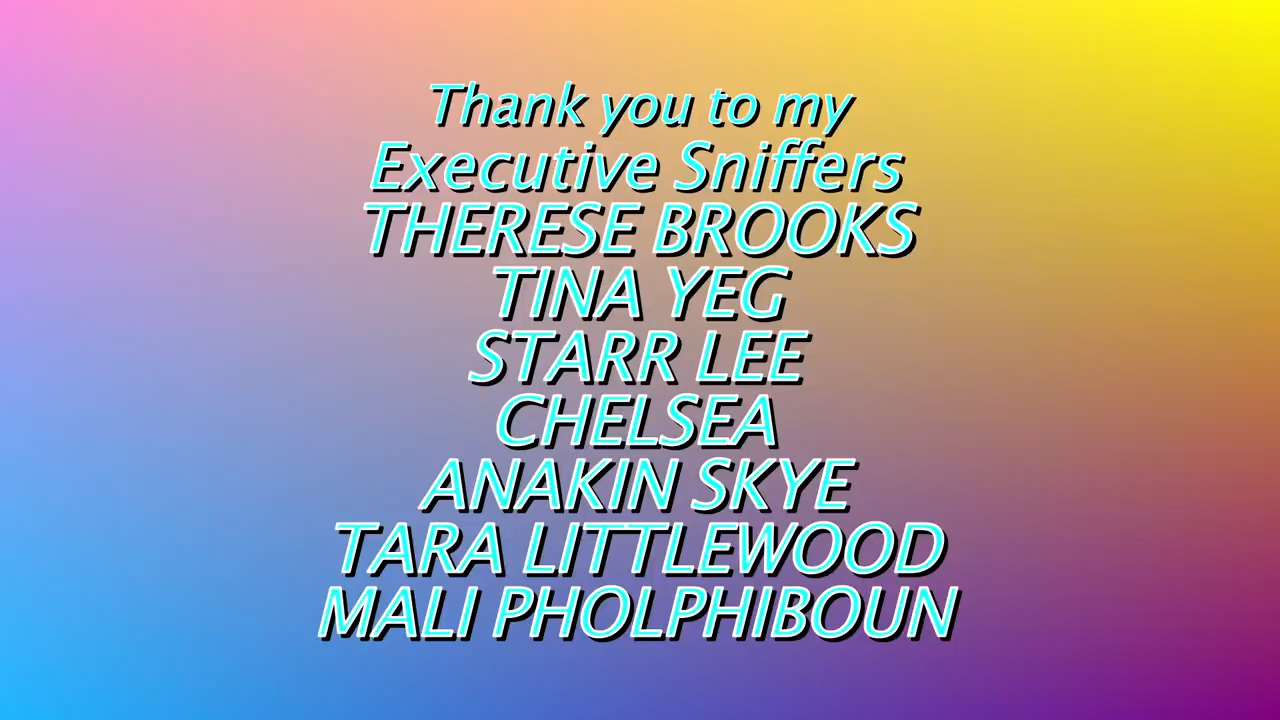 Thank you to my
Executive Sniffers
THERESE BROOKS
TINA YEG
STARR LEE
CHELSEA
ANAKIN SKYE
TARA LITTLEWOOD
MALI PHOLPHIBOUN